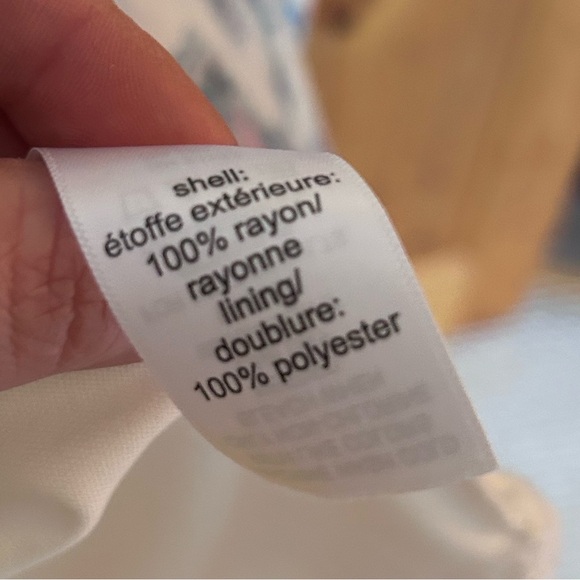 shell:
étoffe extérieure:
100% rayon/
rayonne
lining/
doublure:
100% polyester